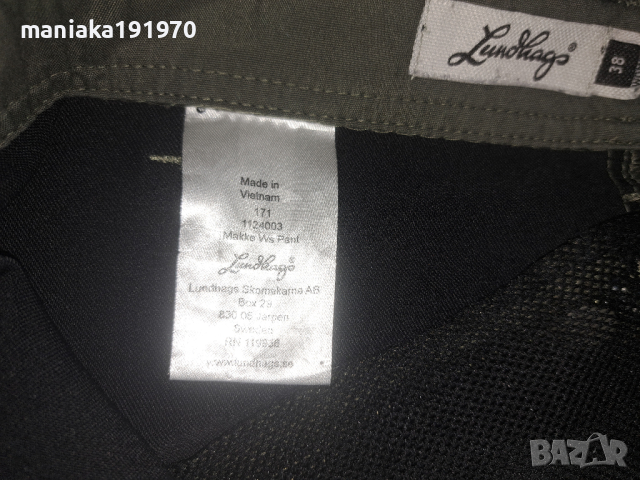 maniaka191970
Lundhags®
38
Made in
Vietnam
171
1124003
Makke Ws Pant
Lundhags®
Lundhags Skomakarna AB
Box 29
830 05 Järpen
Sweden
RN 119938
www.lundhags.se
BAZAR